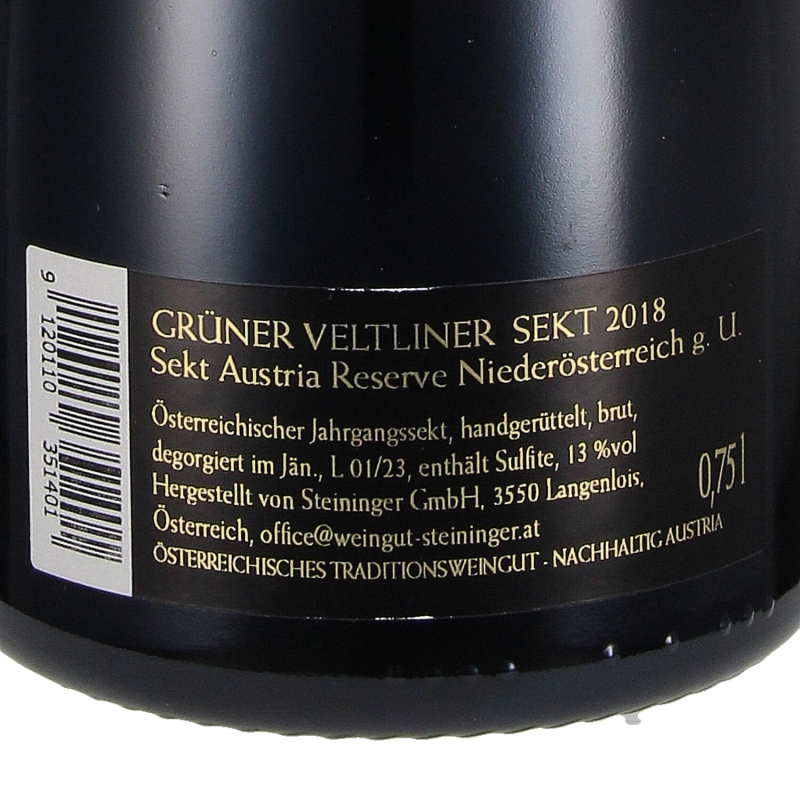 GRÜNER VELTLINER SEKT 2018
Sekt Austria Reserve Niederösterreich g. U.
Österreichischer Jahrgangssekt, handgerüttelt, brut,
degorgiert im Jän., L 01/23, enthält Sulfite, 13 %vol
Hergestellt von Steininger GmbH, 3550 Langenlois,
Österreich, office@weingut-steininger.at
ÖSTERREICHISCHES TRADITIONSWEINGUT · NACHHALTIG AUSTRIA
0,75 l
9 120110 351401